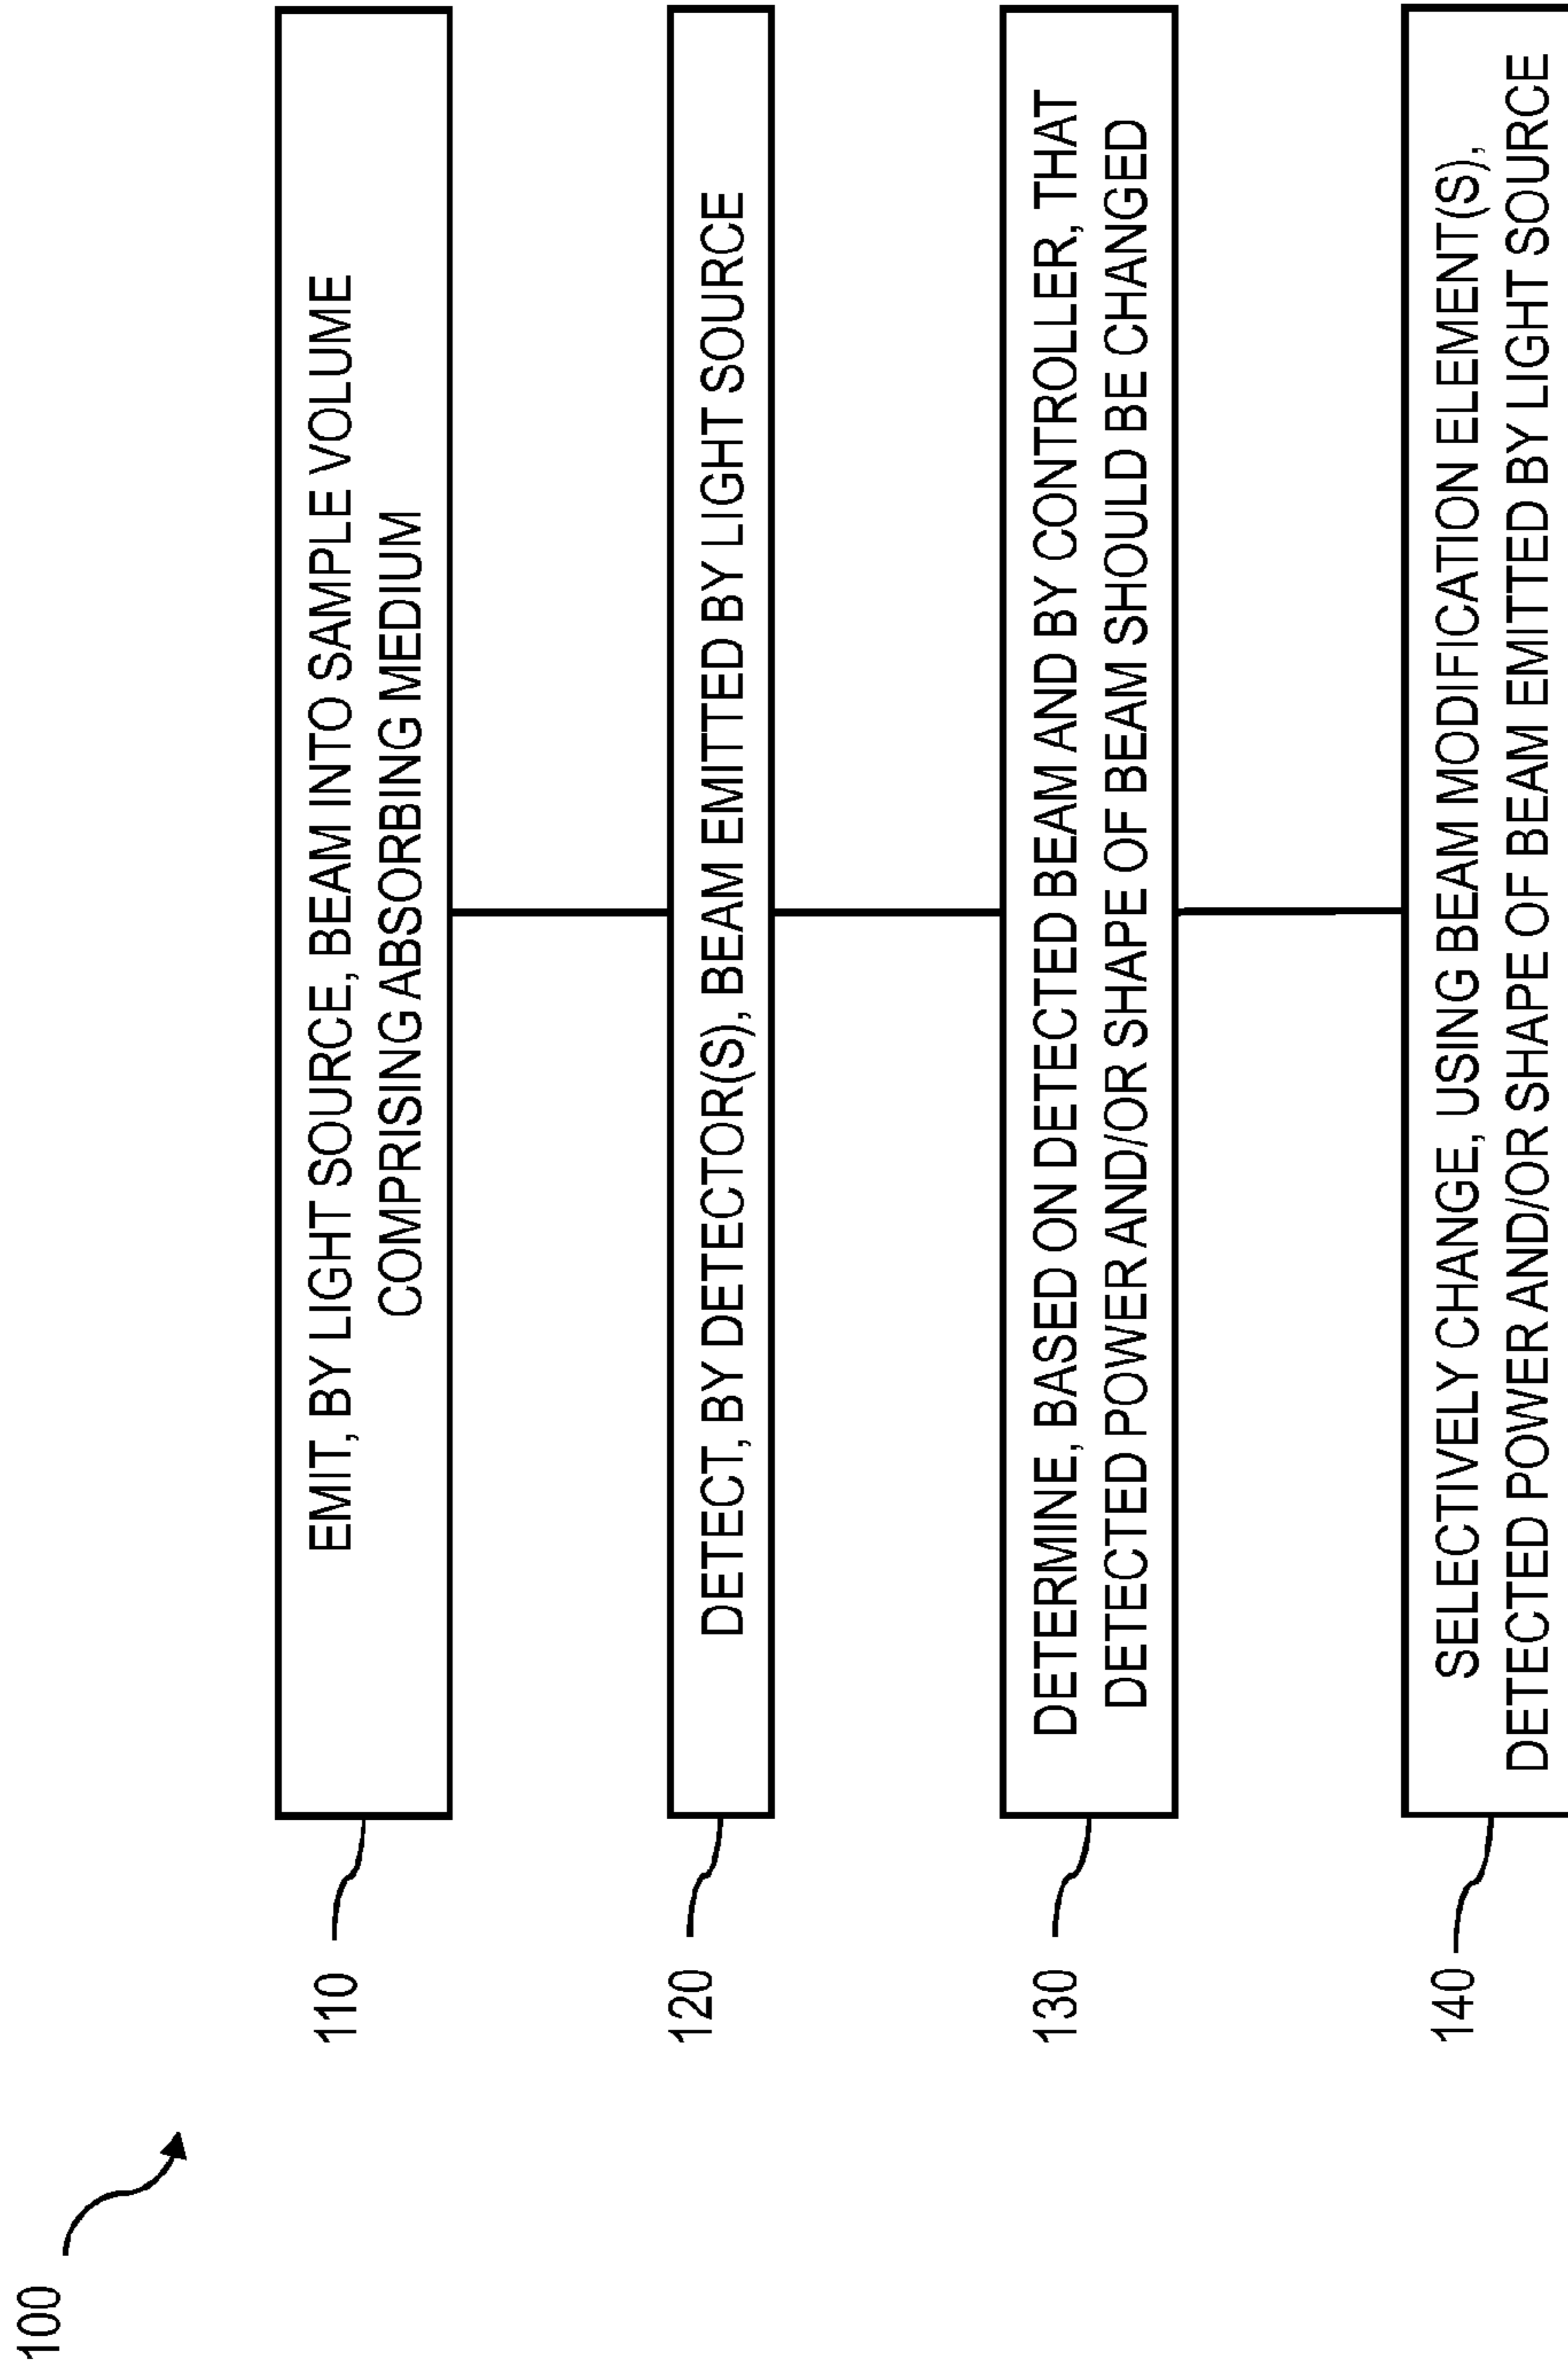 100
110
EMIT, BY LIGHT SOURCE, BEAM INTO SAMPLE VOLUME
COMPRISING ABSORBING MEDIUM
120
DETECT, BY DETECTOR(S), BEAM EMITTED BY LIGHT SOURCE
130
DETERMINE, BASED ON DETECTED BEAM AND BY CONTROLLER, THAT
DETECTED POWER AND/OR SHAPE OF BEAM SHOULD BE CHANGED
140
SELECTIVELY CHANGE, USING BEAM MODIFICATION ELEMENT(S),
DETECTED POWER AND/OR SHAPE OF BEAM EMITTED BY LIGHT SOURCE